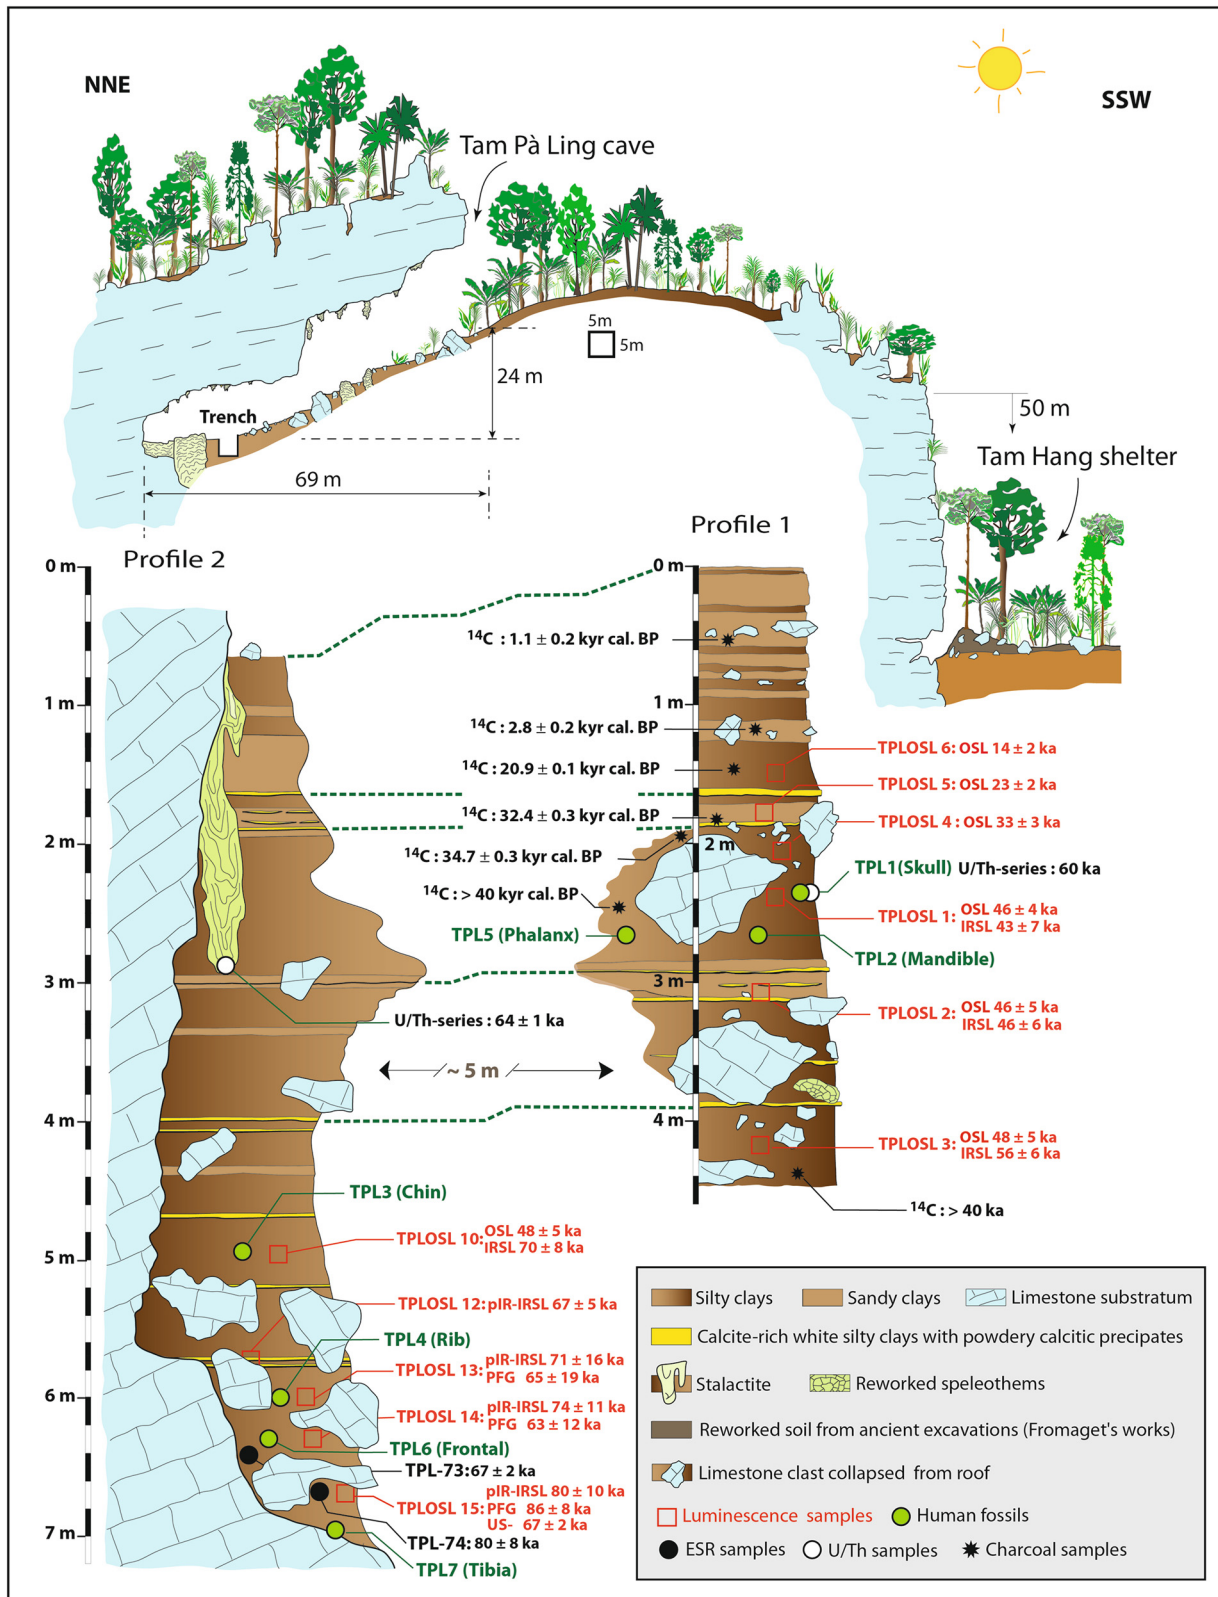 NNE
SSW
Tam Pà Ling cave
5m
5m
24 m
Trench
50 m
69 m
Tam Hang shelter
Profile 1
Profile 2
0 m
0 m
14C : 1.1 ± 0.2 kyr cal. BP
1 m
1 m
14C : 2.8 ± 0.2 kyr cal. BP
TPLOSL 6: OSL 14 ± 2 ka
14C : 20.9 ± 0.1 kyr cal. BP
TPLOSL 5: OSL 23 ± 2 ka
14C : 32.4 ± 0.3 kyr cal. BP
TPLOSL 4 : OSL 33 ± 3 ka
2 m
2 m
14C : 34.7 ± 0.3 kyr cal. BP
TPL1(Skull) U/Th-series : 60 ka
14C : > 40 kyr cal. BP
TPLOSL 1: OSL 46 ± 4 ka
IRSL 43 ± 7 ka
TPL5 (Phalanx)
TPL2 (Mandible)
3 m
3 m
TPLOSL 2: OSL 46 ± 5 ka
IRSL 46 ± 6 ka
U/Th-series : 64 ± 1 ka
~ 5 m
4 m
4 m
TPLOSL 3: OSL 48 ± 5 ka
IRSL 56 ± 6 ka
TPL3 (Chin)
14C : > 40 ka
TPLOSL 10: OSL 48 ± 5 ka
IRSL 70 ± 8 ka
5 m
TPLOSL 12: pIR-IRSL 67 ± 5 ka
TPL4 (Rib)
TPLOSL 13: pIR-IRSL 71 ± 16 ka
PFG 65 ± 19 ka
6 m
TPLOSL 14: pIR-IRSL 74 ± 11 ka
PFG 63 ± 12 ka
TPL6 (Frontal)
TPL-73: 67 ± 2 ka
TPLOSL 15: pIR-IRSL 80 ± 10 ka
PFG 86 ± 8 ka
US- 67 ± 2 ka
7 m
TPL-74: 80 ± 8 ka
TPL7 (Tibia)
Silty clays
Sandy clays
Limestone substratum
Calcite-rich white silty clays with powdery calcitic precipates
Stalactite
Reworked speleothems
Reworked soil from ancient excavations (Fromaget's works)
Limestone clast collapsed from roof
Luminescence samples
Human fossils
ESR samples
U/Th samples
Charcoal samples